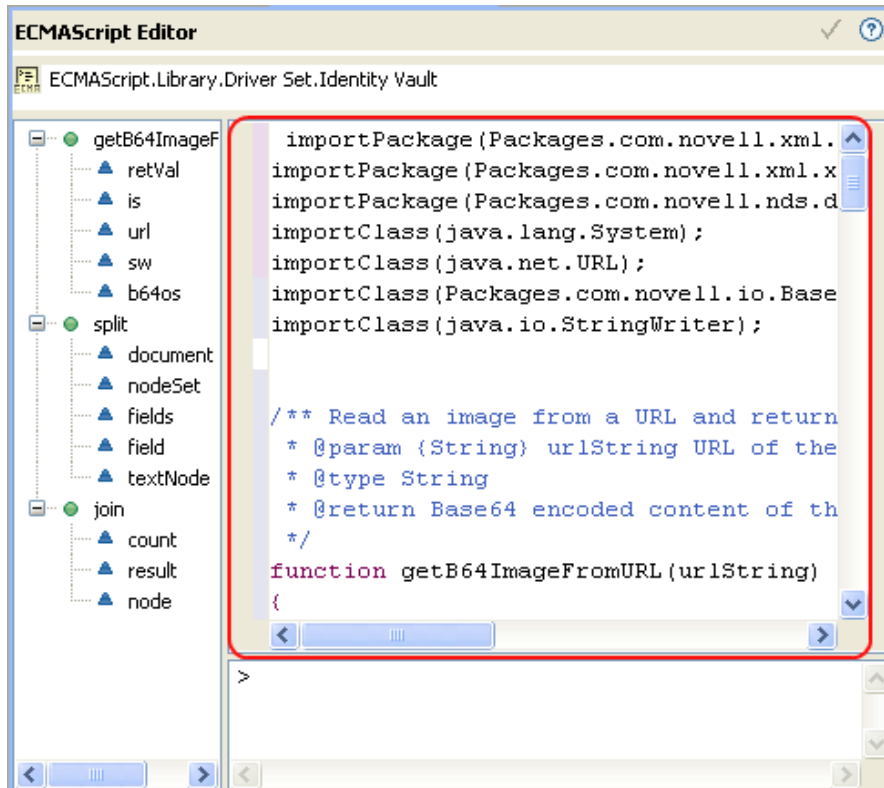 ECMAScript Editor
ECMA
ECMAScript.Library.Driver Set.Identity Vault
getB64ImageF
retVal
is
url
sw
b64os
split
document
nodeSet
fields
field
textNode
join
count
result
node
importPackage(Packages.com.novell.xml.
importPackage(Packages.com.novell.xml.x
importPackage(Packages.com.novell.nds.d
importClass(java.lang.System);
importClass(java.net.URL);
importClass(Packages.com.novell.io.Base
importClass(java.io.StringWriter);
/** Read an image from a URL and return
* @param {String} urlString URL of the
* @type String
* @return Base64 encoded content of th
*/
function getB64ImageFromURL(urlString)
{
>